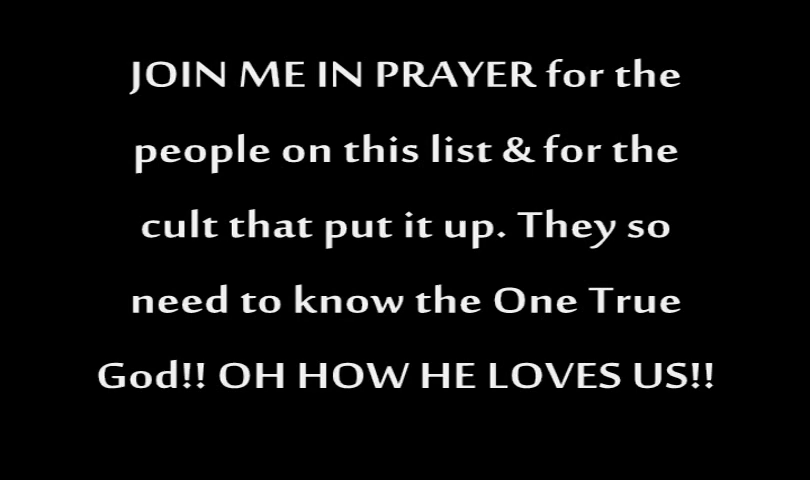 JOIN ME IN PRAYER for the
people on this list & for the
cult that put it up. They so
need to know the One True
God!! OH HOW HE LOVES US!!